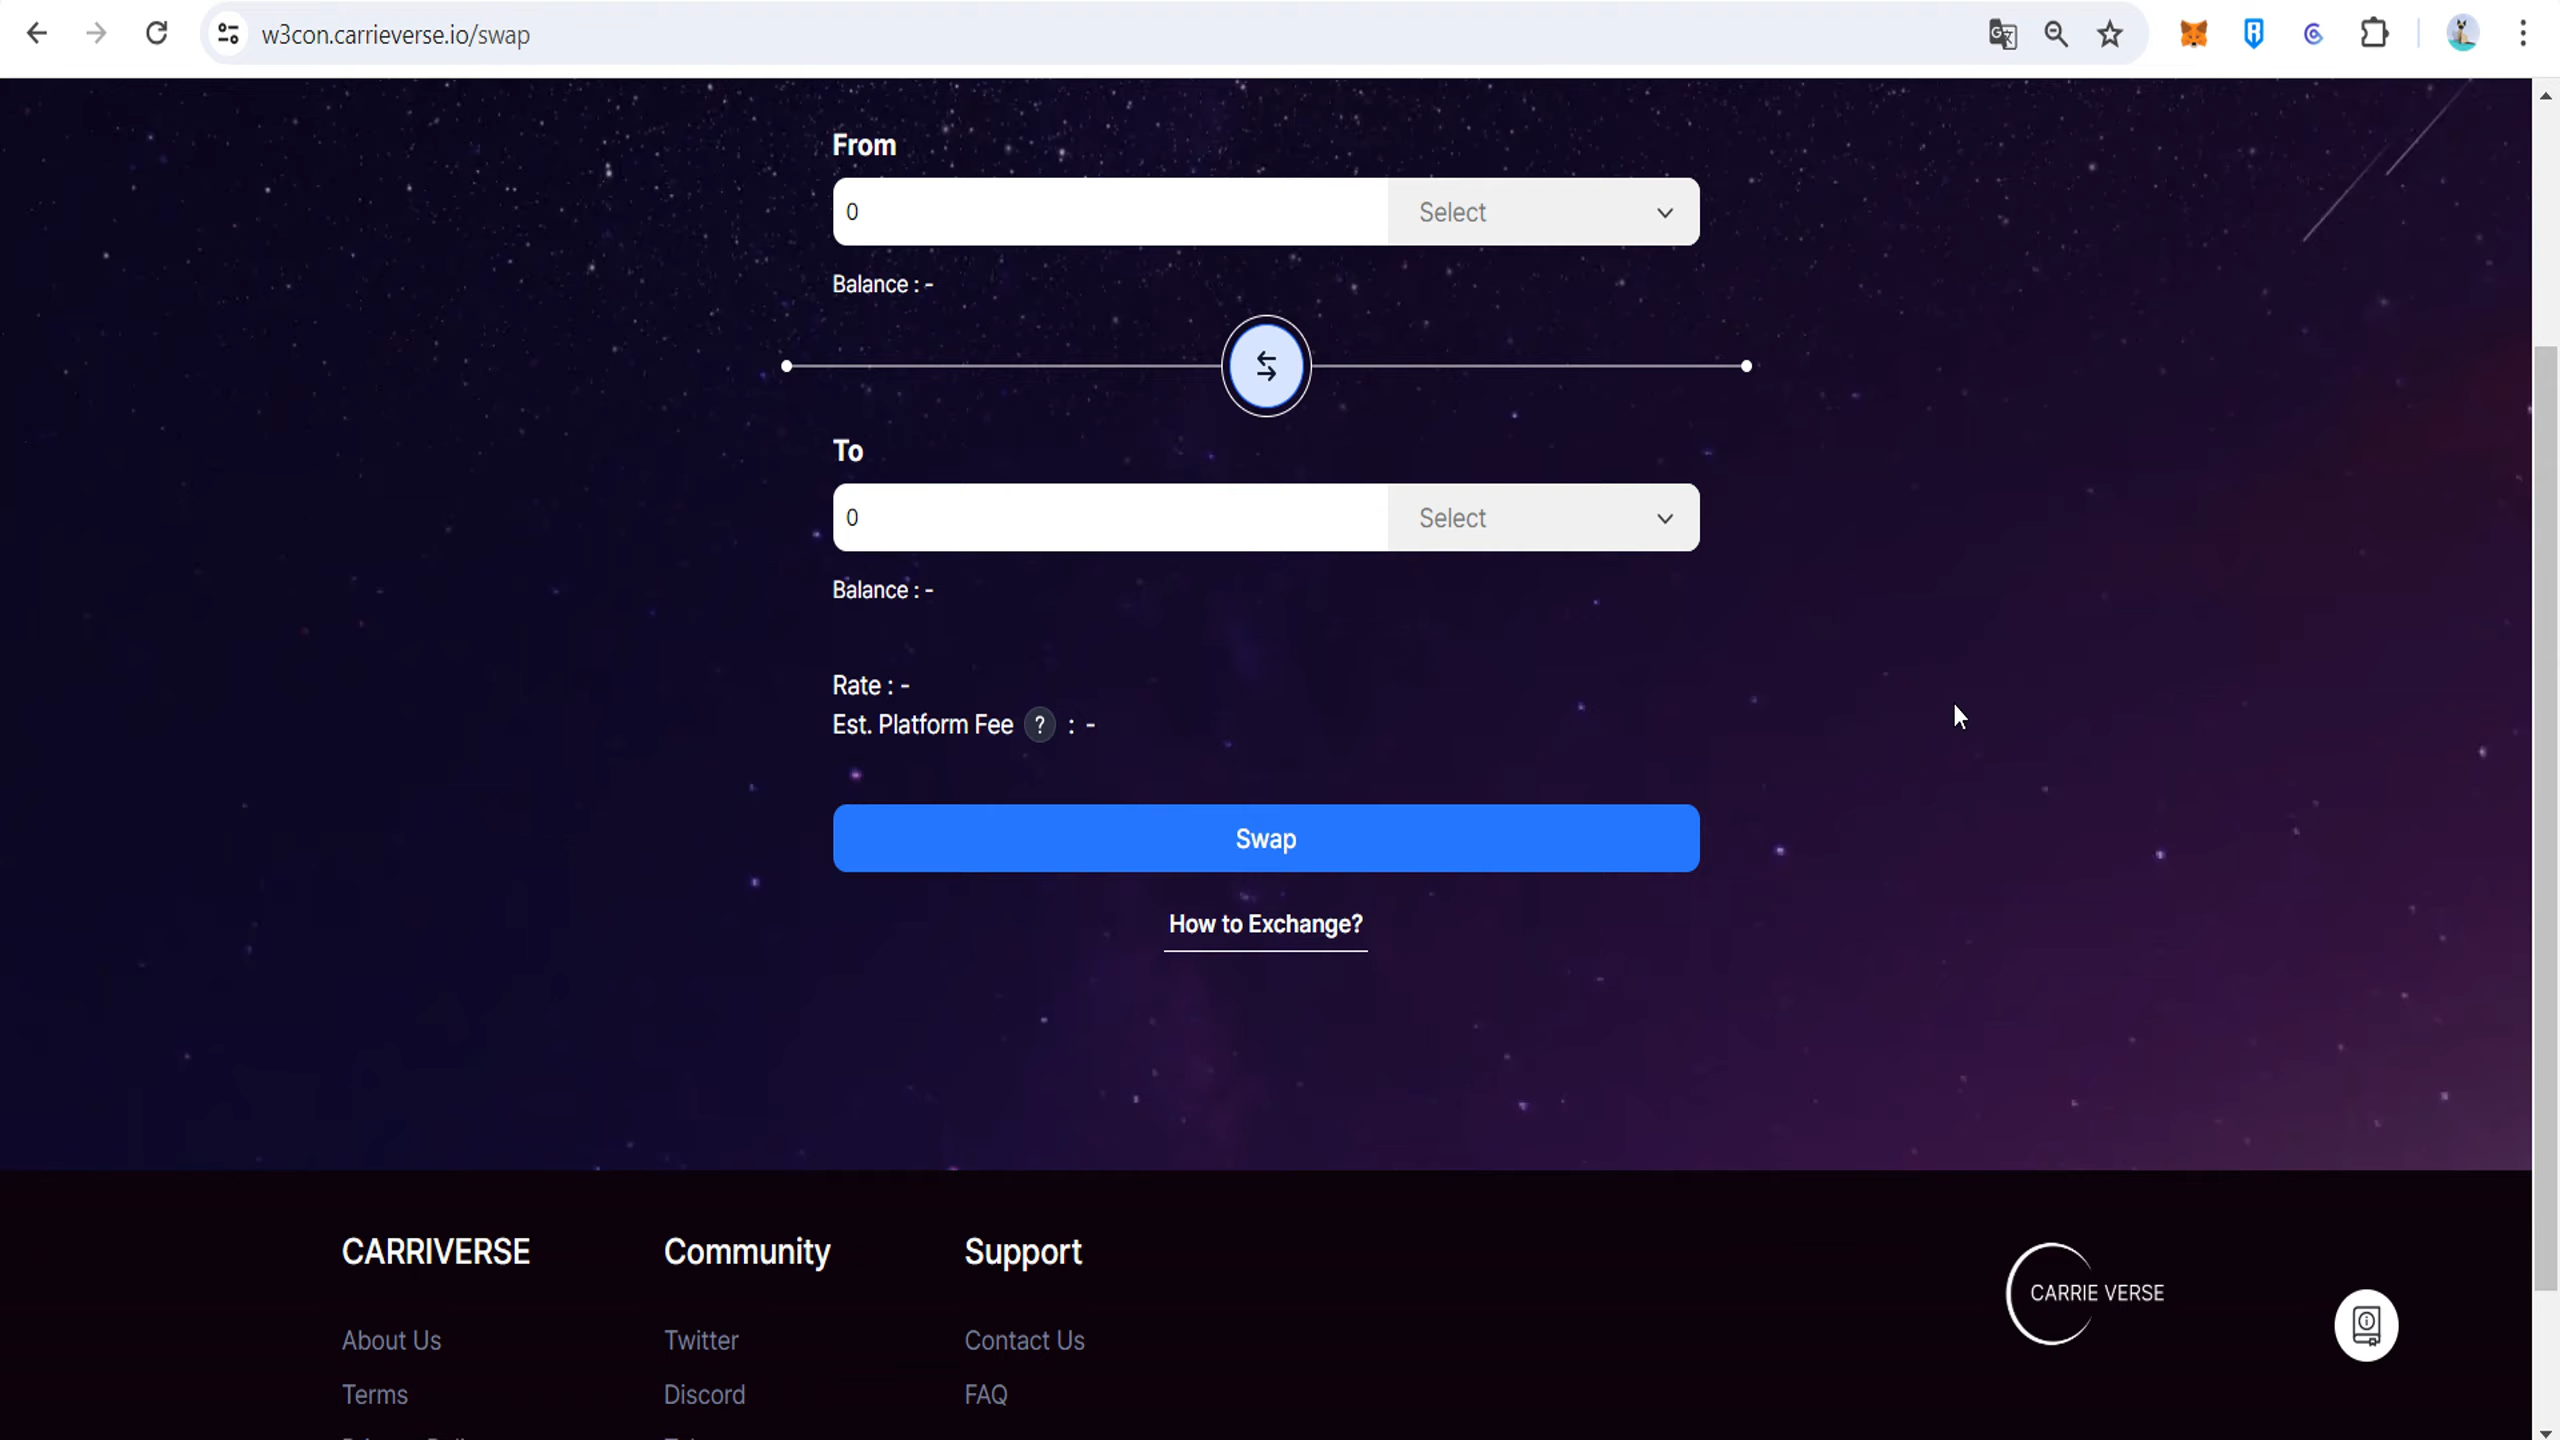 w3con.carrieverse.io/swap
From
0 Select
Balance : -
To
0 Select
Balance : -
Rate : -
Est. Platform Fee ? : -
Swap
How to Exchange?
CARRIVERSE Community Support
About Us Twitter Contact Us
Terms Discord FAQ
CARRIE VERSE